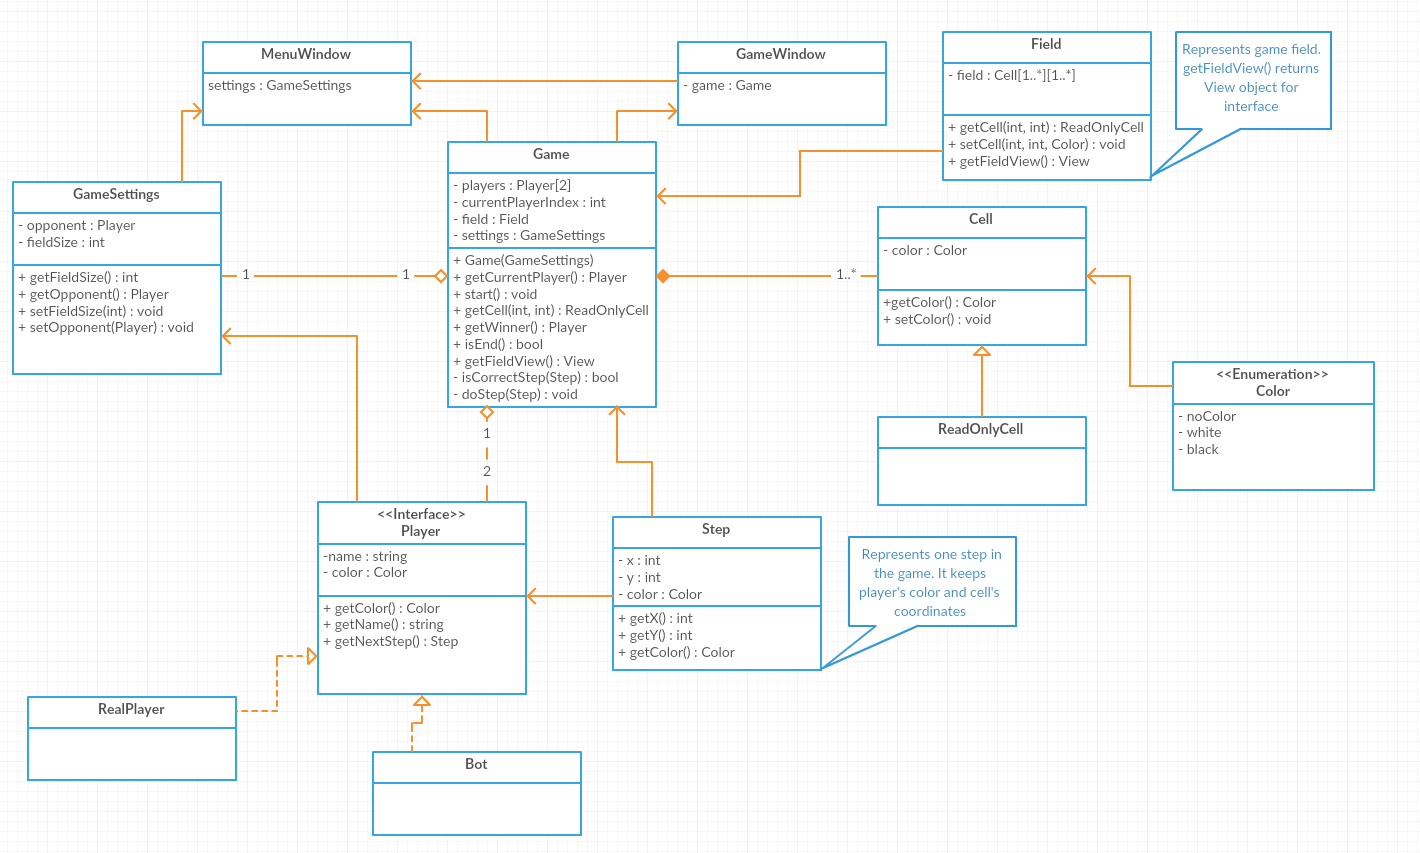 MenuWindow
settings : GameSettings
GameWindow
- game : Game
Field
- field : Cell[1..*][1..*]
+ getCell(int, int) : ReadOnlyCell
+ setCell(int, int, Color) : void
+ getFieldView() : View
Represents game field.
getFieldView() returns
View object for
interface
GameSettings
- opponent : Player
- fieldSize : int
+ getFieldSize() : int
+ getOpponent() : Player
+ setFieldSize(int) : void
+ setOpponent(Player) : void
1
1
Game
- players : Player[2]
- currentPlayerIndex : int
- field : Field
- settings : GameSettings
+ Game(GameSettings)
+ getCurrentPlayer() : Player
+ start() : void
+ getCell(int, int) : ReadOnlyCell
+ getWinner() : Player
+ isEnd() : bool
+ getFieldView() : View
- isCorrectStep(Step) : bool
- doStep(Step) : void
1..*
Cell
- color : Color
+getColor() : Color
+ setColor() : void
<<Enumeration>>
Color
- noColor
- white
- black
ReadOnlyCell
1
2
<<Interface>>
Player
-name : string
- color : Color
+ getColor() : Color
+ getName() : string
+ getNextStep() : Step
Step
- x : int
- y : int
- color : Color
+ getX() : int
+ getY() : int
+ getColor() : Color
Represents one step in
the game. It keeps
player's color and cell's
coordinates
RealPlayer
Bot